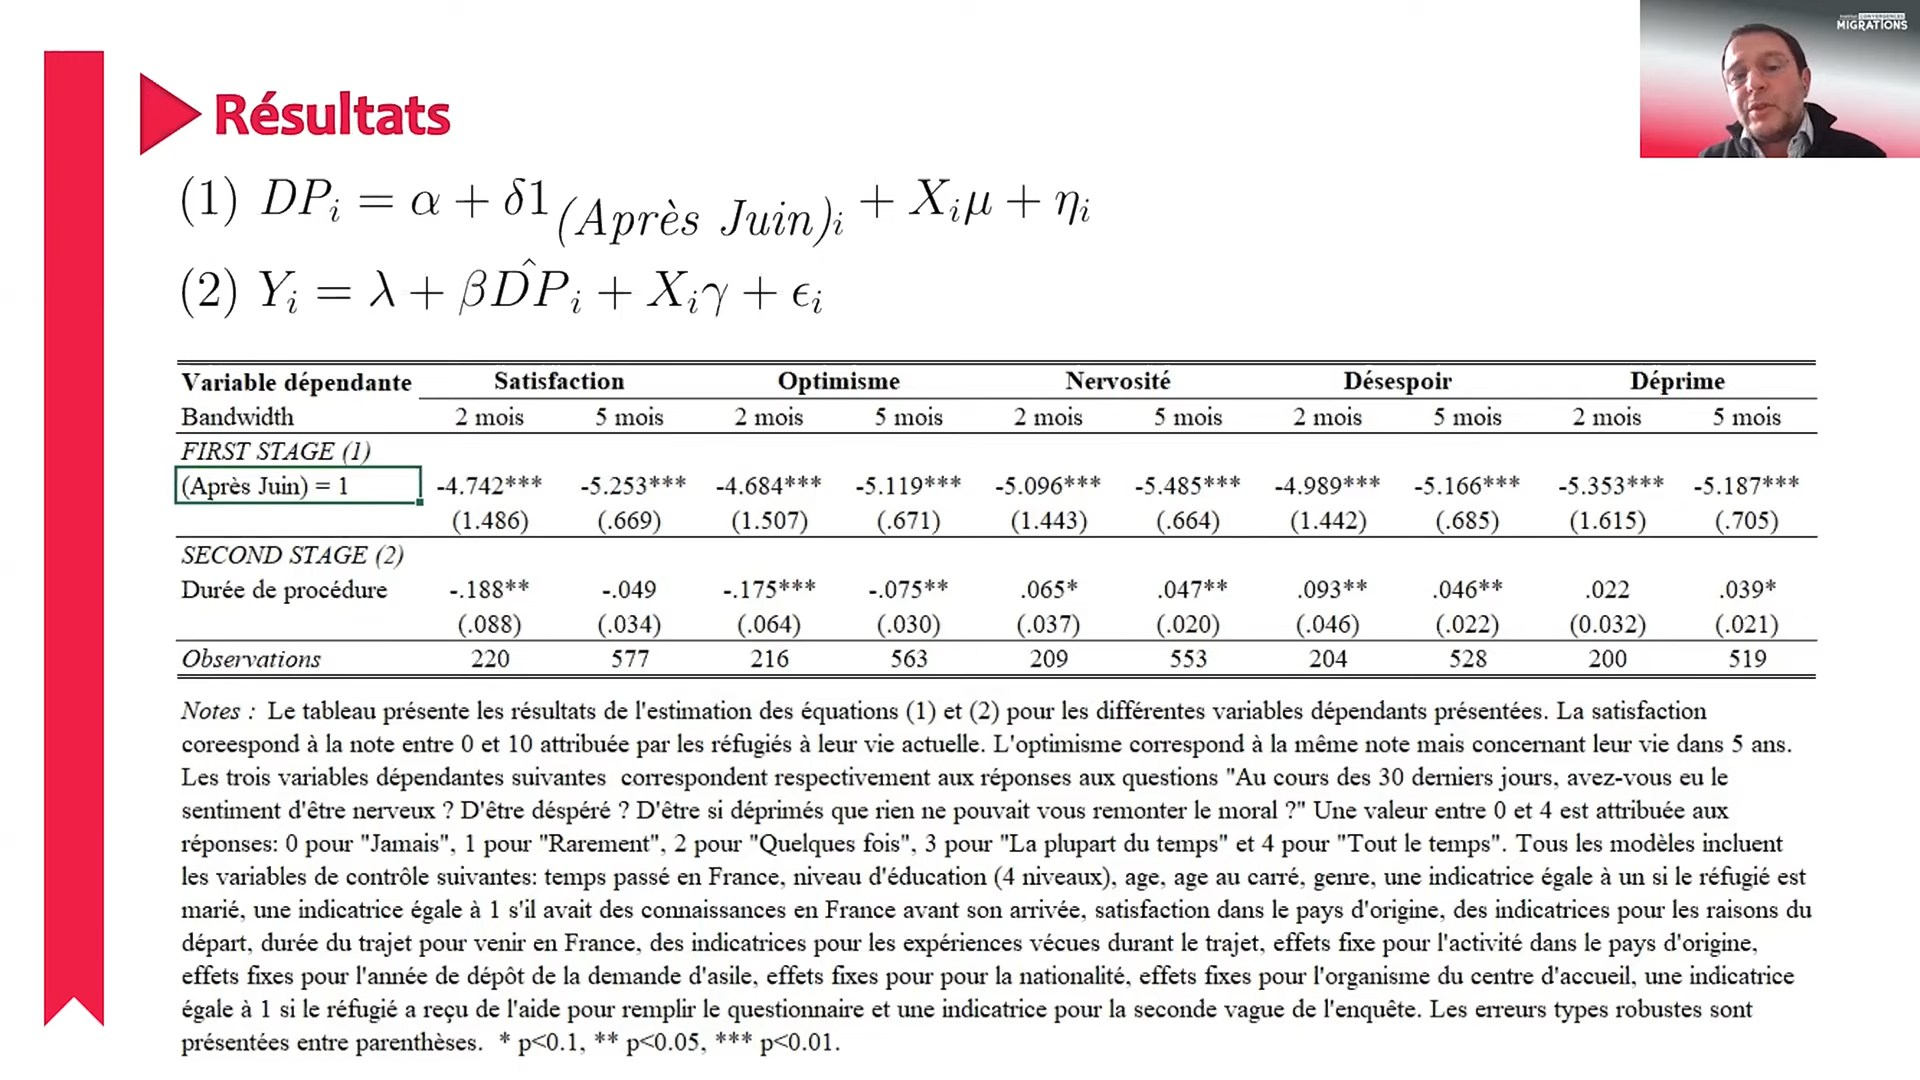 CONVERGENCES
MIGRATIONS
Résultats
(1) DP_i = α + δ1_(Après Juin)_i + X_iμ + η_i
(2) Y_i = λ + βD̂P_i + X_iγ + ϵ_i
Variable dépendante Satisfaction Optimisme Nervosité Désespoir Déprime
Bandwidth 2 mois 5 mois 2 mois 5 mois 2 mois 5 mois 2 mois 5 mois 2 mois 5 mois
FIRST STAGE (1)
(Après Juin) = 1 -4.742*** -5.253*** -4.684*** -5.119*** -5.096*** -5.485*** -4.989*** -5.166*** -5.353*** -5.187***
(1.486) (.669) (1.507) (.671) (1.443) (.664) (1.442) (.685) (1.615) (.705)
SECOND STAGE (2)
Durée de procédure -.188** -.049 -.175*** -.075** .065* .047** .093** .046** .022 .039*
(.088) (.034) (.064) (.030) (.037) (.020) (.046) (.022) (0.032) (.021)
Observations 220 577 216 563 209 553 204 528 200 519
Notes : Le tableau présente les résultats de l'estimation des équations (1) et (2) pour les différentes variables dépendants présentées. La satisfaction
coreespond à la note entre 0 et 10 attribuée par les réfugiés à leur vie actuelle. L'optimisme correspond à la même note mais concernant leur vie dans 5 ans.
Les trois variables dépendantes suivantes correspondent respectivement aux réponses aux questions "Au cours des 30 derniers jours, avez-vous eu le
sentiment d'être nerveux ? D'être déspéré ? D'être si déprimés que rien ne pouvait vous remonter le moral ?" Une valeur entre 0 et 4 est attribuée aux
réponses: 0 pour "Jamais", 1 pour "Rarement", 2 pour "Quelques fois", 3 pour "La plupart du temps" et 4 pour "Tout le temps". Tous les modèles incluent
les variables de contrôle suivantes: temps passé en France, niveau d'éducation (4 niveaux), age, age au carré, genre, une indicatrice égale à un si le réfugié est
marié, une indicatrice égale à 1 s'il avait des connaissances en France avant son arrivée, satisfaction dans le pays d'origine, des indicatrices pour les raisons du
départ, durée du trajet pour venir en France, des indicatrices pour les expériences vécues durant le trajet, effets fixe pour l'activité dans le pays d'origine,
effets fixes pour l'année de dépôt de la demande d'asile, effets fixes pour pour la nationalité, effets fixes pour l'organisme du centre d'accueil, une indicatrice
égale à 1 si le réfugié a reçu de l'aide pour remplir le questionnaire et une indicatrice pour la seconde vague de l'enquête. Les erreurs types robustes sont
présentées entre parenthèses. * p<0.1, ** p<0.05, *** p<0.01.